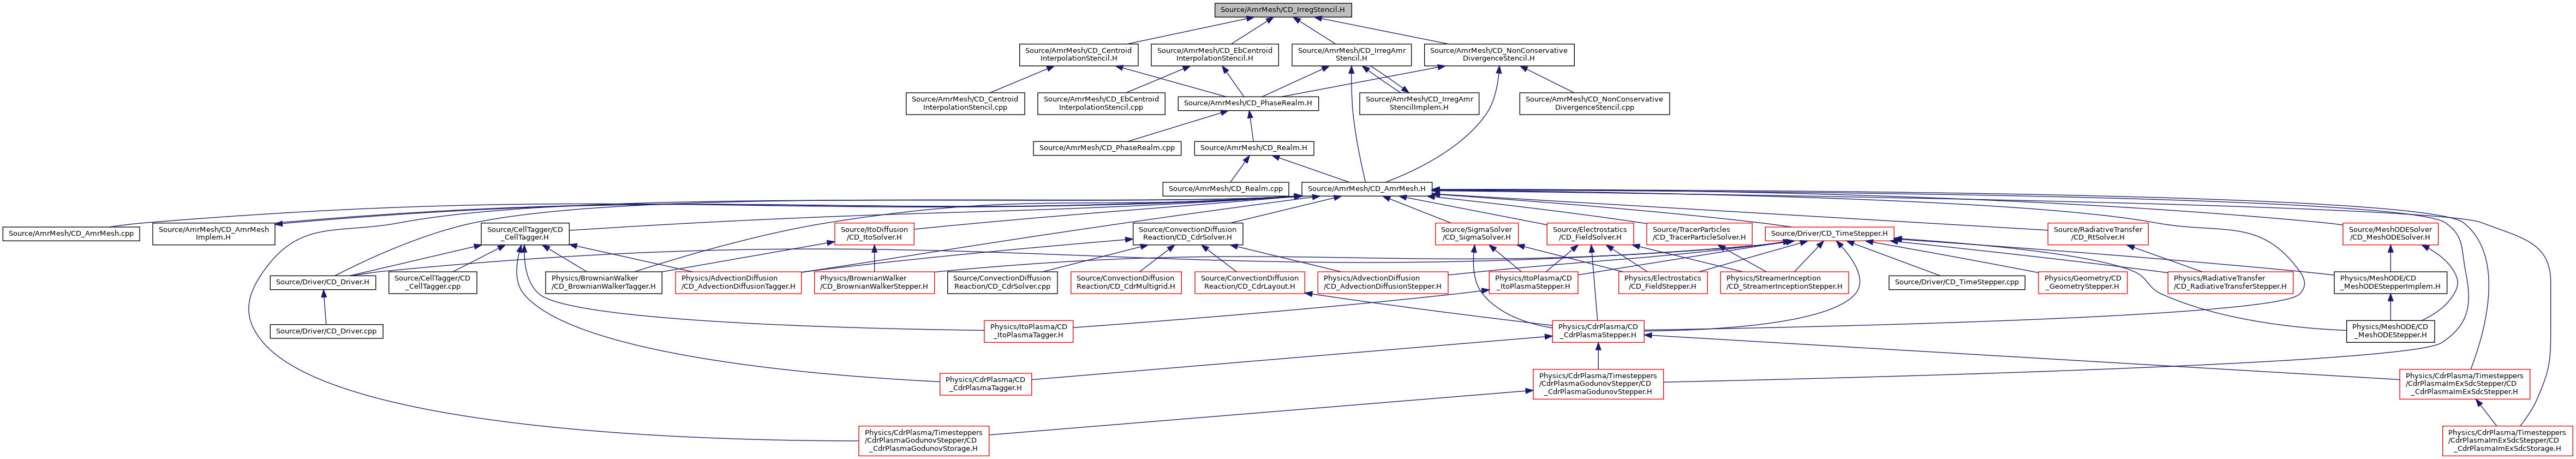 Source/AmrMesh/CD_IrregStencil.H
Source/AmrMesh/CD_Centroid
InterpolationStencil.H
Source/AmrMesh/CD_EbCentroid
InterpolationStencil.H
Source/AmrMesh/CD_IrregAmr
Stencil.H
Source/AmrMesh/CD_NonConservative
DivergenceStencil.H
Source/AmrMesh/CD_Centroid
InterpolationStencil.cpp
Source/AmrMesh/CD_EbCentroid
InterpolationStencil.cpp
Source/AmrMesh/CD_PhaseRealm.H
Source/AmrMesh/CD_IrregAmr
StencilImplem.H
Source/AmrMesh/CD_NonConservative
DivergenceStencil.cpp
Source/AmrMesh/CD_PhaseRealm.cpp
Source/AmrMesh/CD_Realm.H
Source/AmrMesh/CD_Realm.cpp
Source/AmrMesh/CD_AmrMesh.H
Source/AmrMesh/CD_AmrMesh.cpp
Source/AmrMesh/CD_AmrMesh
Implem.H
Source/CellTagger/CD
_CellTagger.H
Source/ItoDiffusion
/CD_ItoSolver.H
Source/ConvectionDiffusion
Reaction/CD_CdrSolver.H
Source/SigmaSolver
/CD_SigmaSolver.H
Source/Electrostatics
/CD_FieldSolver.H
Source/TracerParticles
/CD_TracerParticleSolver.H
Source/Driver/CD_TimeStepper.H
Source/RadiativeTransfer
/CD_RtSolver.H
Source/MeshODESolver
/CD_MeshODESolver.H
Source/Driver/CD_Driver.H
Source/CellTagger/CD
_CellTagger.cpp
Physics/BrownianWalker
/CD_BrownianWalkerTagger.H
Physics/AdvectionDiffusion
/CD_AdvectionDiffusionTagger.H
Physics/BrownianWalker
/CD_BrownianWalkerStepper.H
Source/ConvectionDiffusion
Reaction/CD_CdrSolver.cpp
Source/ConvectionDiffusion
Reaction/CD_CdrMultigrid.H
Source/ConvectionDiffusion
Reaction/CD_CdrLayout.H
Physics/AdvectionDiffusion
/CD_AdvectionDiffusionStepper.H
Physics/ItoPlasma/CD
_ItoPlasmaStepper.H
Physics/Electrostatics
/CD_FieldStepper.H
Physics/StreamerInception
/CD_StreamerInceptionStepper.H
Source/Driver/CD_TimeStepper.cpp
Physics/Geometry/CD
_GeometryStepper.H
Physics/RadiativeTransfer
/CD_RadiativeTransferStepper.H
Physics/MeshODE/CD
_MeshODEStepperImplem.H
Source/Driver/CD_Driver.cpp
Physics/ItoPlasma/CD
_ItoPlasmaTagger.H
Physics/CdrPlasma/CD
_CdrPlasmaStepper.H
Physics/MeshODE/CD
_MeshODEStepper.H
Physics/CdrPlasma/CD
_CdrPlasmaTagger.H
Physics/CdrPlasma/Timesteppers
/CdrPlasmaGodunovStepper/CD
_CdrPlasmaGodunovStepper.H
Physics/CdrPlasma/Timesteppers
/CdrPlasmaImExSdcStepper/CD
_CdrPlasmaImExSdcStepper.H
Physics/CdrPlasma/Timesteppers
/CdrPlasmaGodunovStepper/CD
_CdrPlasmaGodunovStorage.H
Physics/CdrPlasma/Timesteppers
/CdrPlasmaImExSdcStepper/CD
_CdrPlasmaImExSdcStorage.H